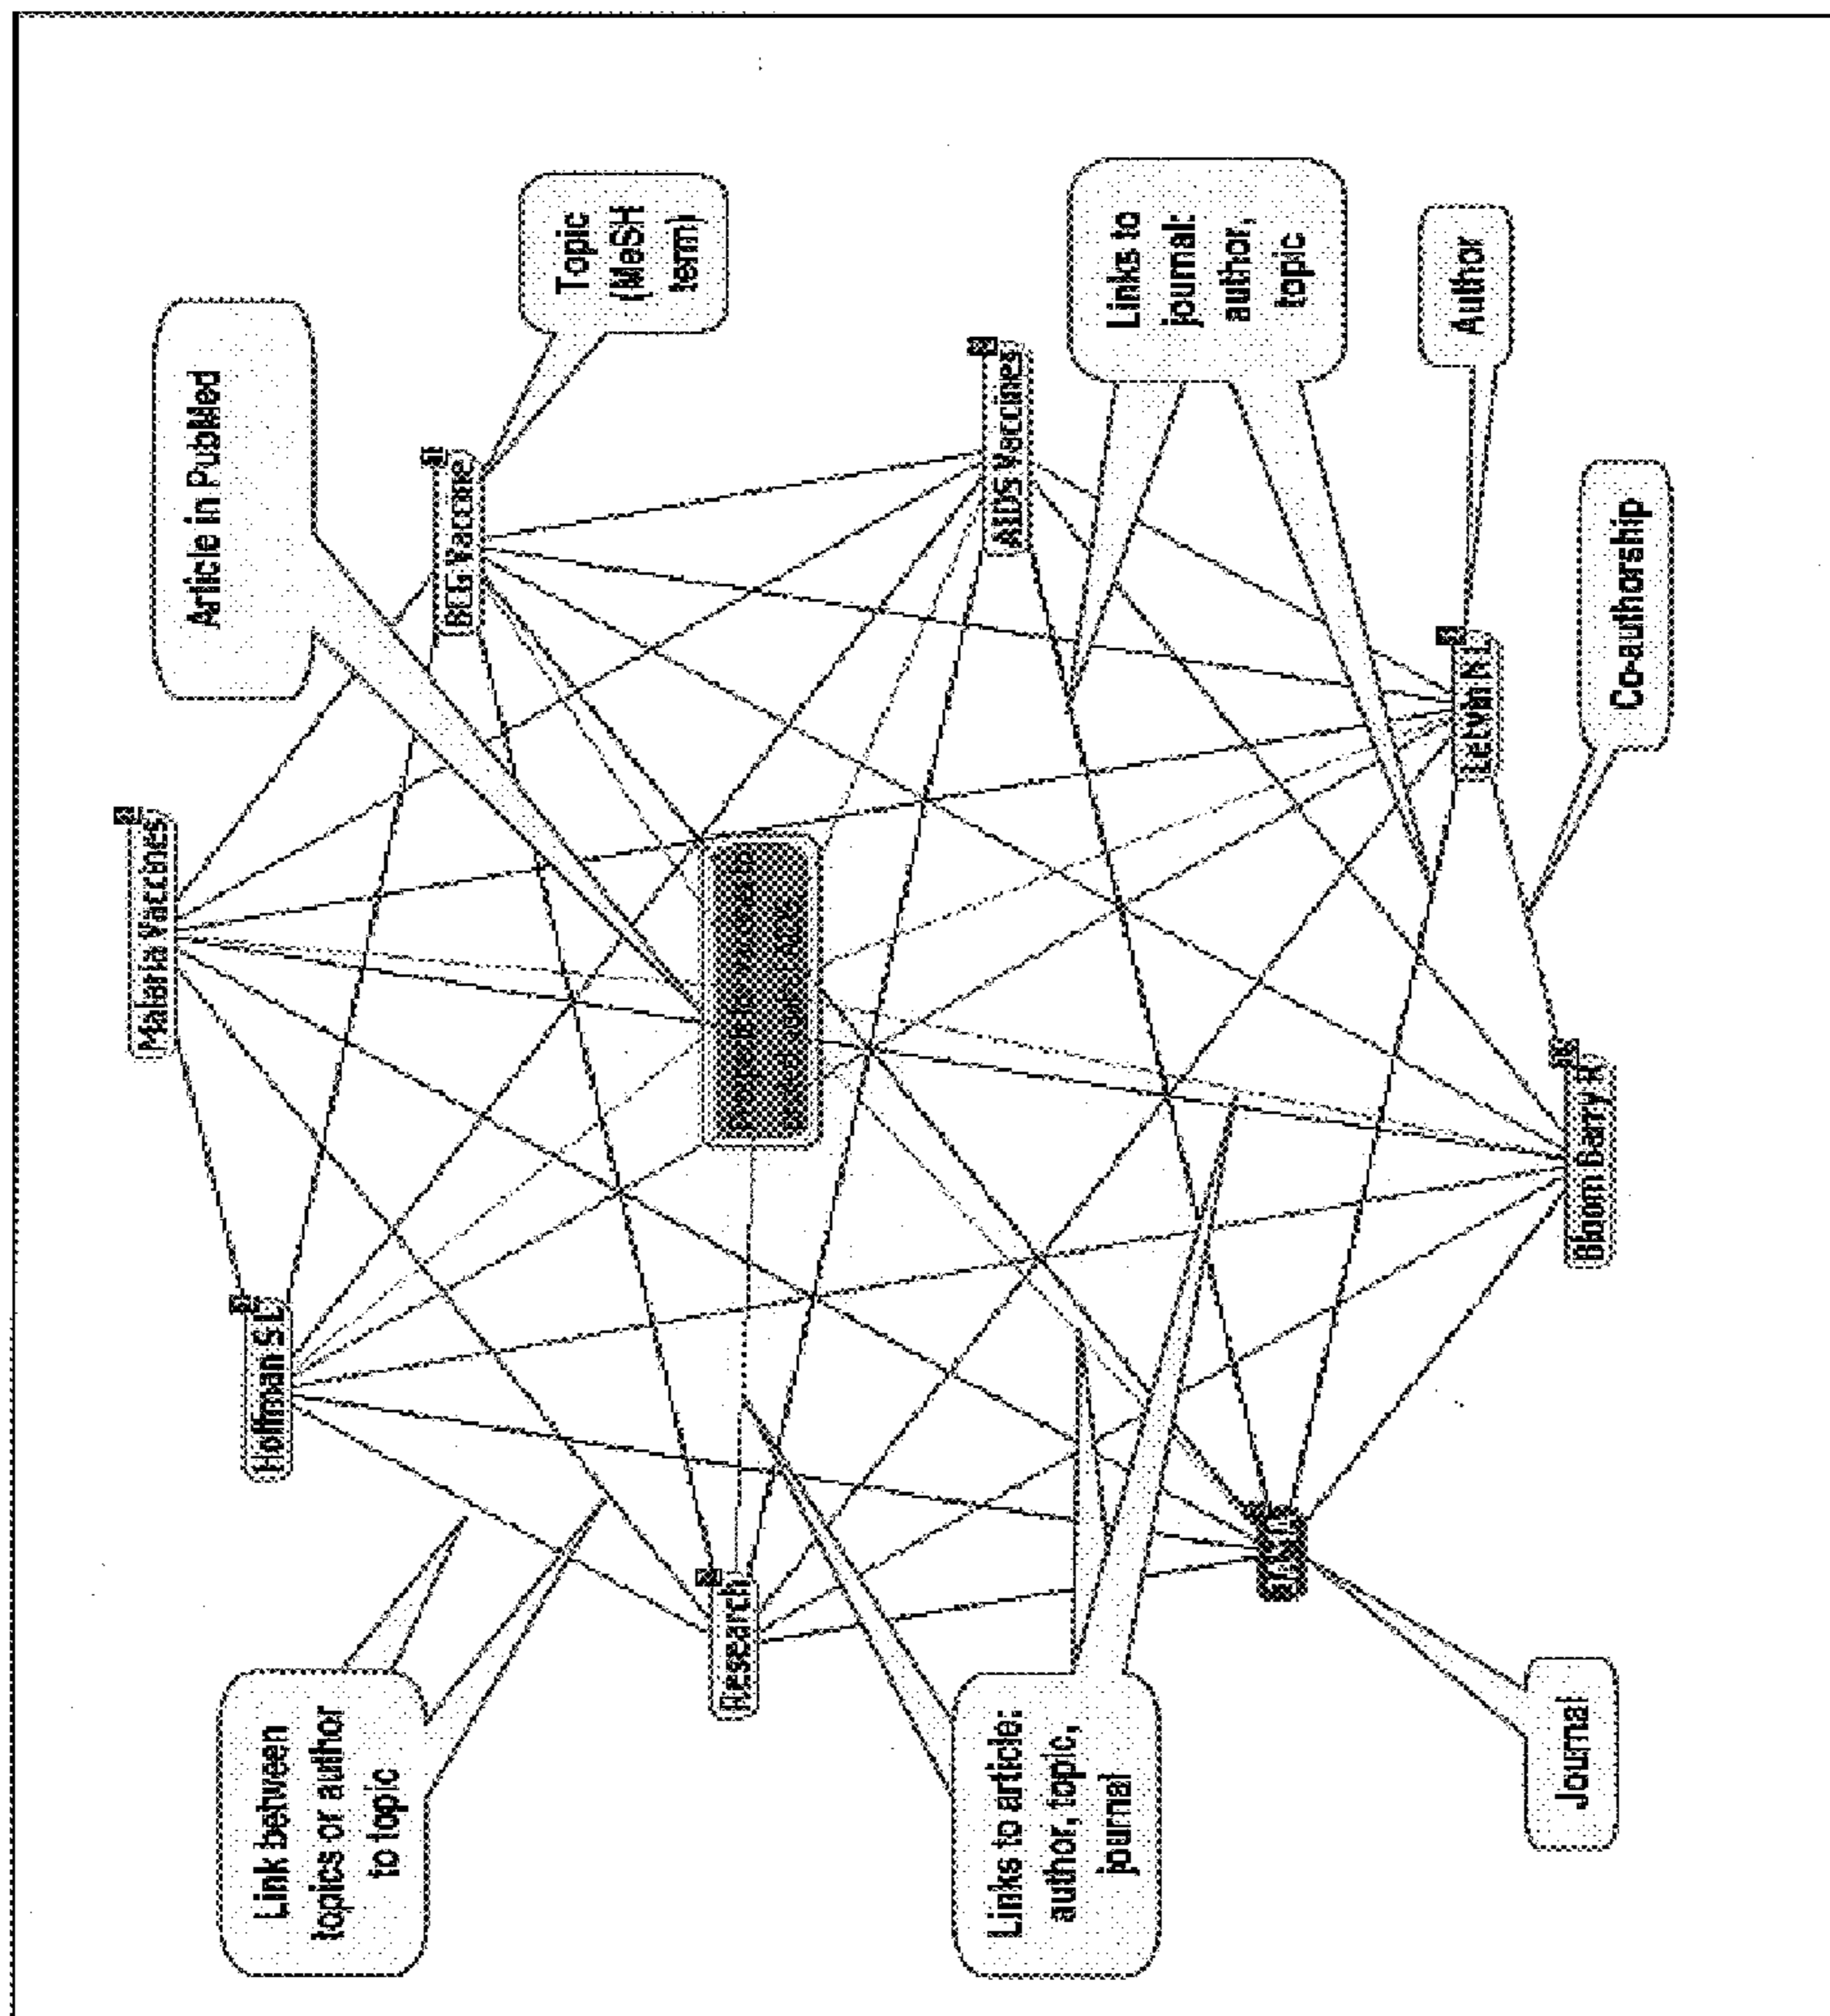 Link between
topics or author
to topic
Hoffman S L
Malaria Vaccines
Article in PubMed
BCG Vaccine
Topic
(MeSH
term)
Research
AIDS Vaccines
Links to article:
author, topic,
journal
Links to
journal:
author,
topic
Letvin N L
Author
Bloom Barry R
Co-authorship
Journal